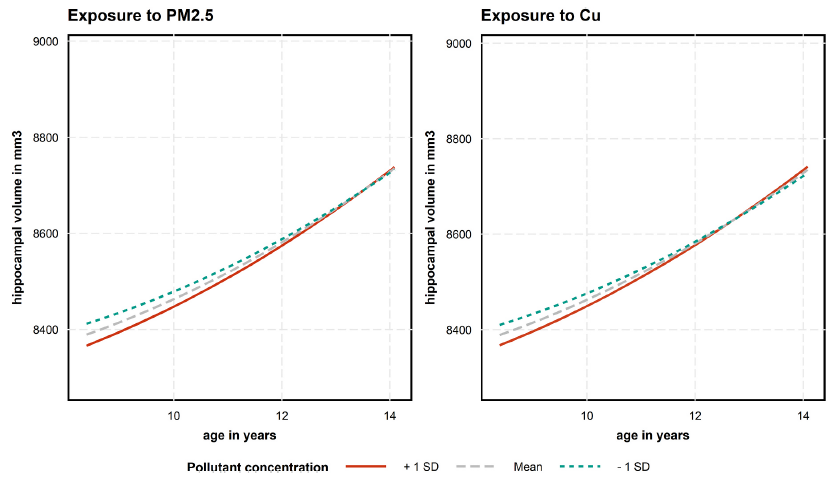 Exposure to PM2.5
Exposure to Cu
hippocampal volume in mm3
9000
8800
8600
8400
10
12
14
age in years
hippocampal volume in mm3
9000
8800
8600
8400
10
12
14
age in years
Pollutant concentration + 1 SD Mean - 1 SD